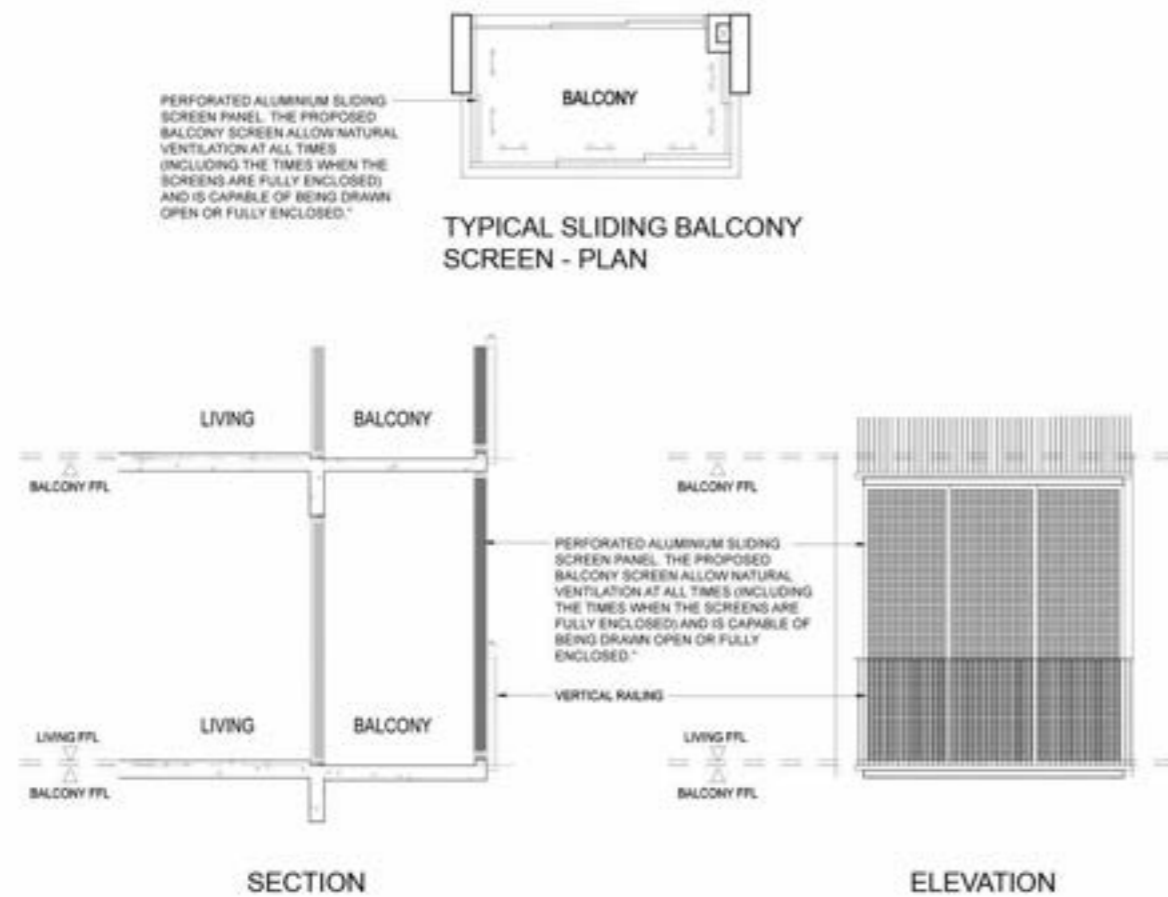 PERFORATED ALUMINIUM SLIDING
SCREEN PANEL. THE PROPOSED
BALCONY SCREEN ALLOW NATURAL
VENTILATION AT ALL TIMES
(INCLUDING THE TIMES WHEN THE
SCREENS ARE FULLY ENCLOSED)
AND IS CAPABLE OF BEING DRAWN
OPEN OR FULLY ENCLOSED."
BALCONY
TYPICAL SLIDING BALCONY
SCREEN - PLAN
LIVING
BALCONY
BALCONY FFL
LIVING
BALCONY
LIVING FFL
BALCONY FFL
SECTION
PERFORATED ALUMINIUM SLIDING
SCREEN PANEL. THE PROPOSED
BALCONY SCREEN ALLOW NATURAL
VENTILATION AT ALL TIMES (INCLUDING
THE TIMES WHEN THE SCREENS ARE
FULLY ENCLOSED) AND IS CAPABLE OF
BEING DRAWN OPEN OR FULLY
ENCLOSED."
VERTICAL RAILING
BALCONY FFL
LIVING FFL
BALCONY FFL
ELEVATION